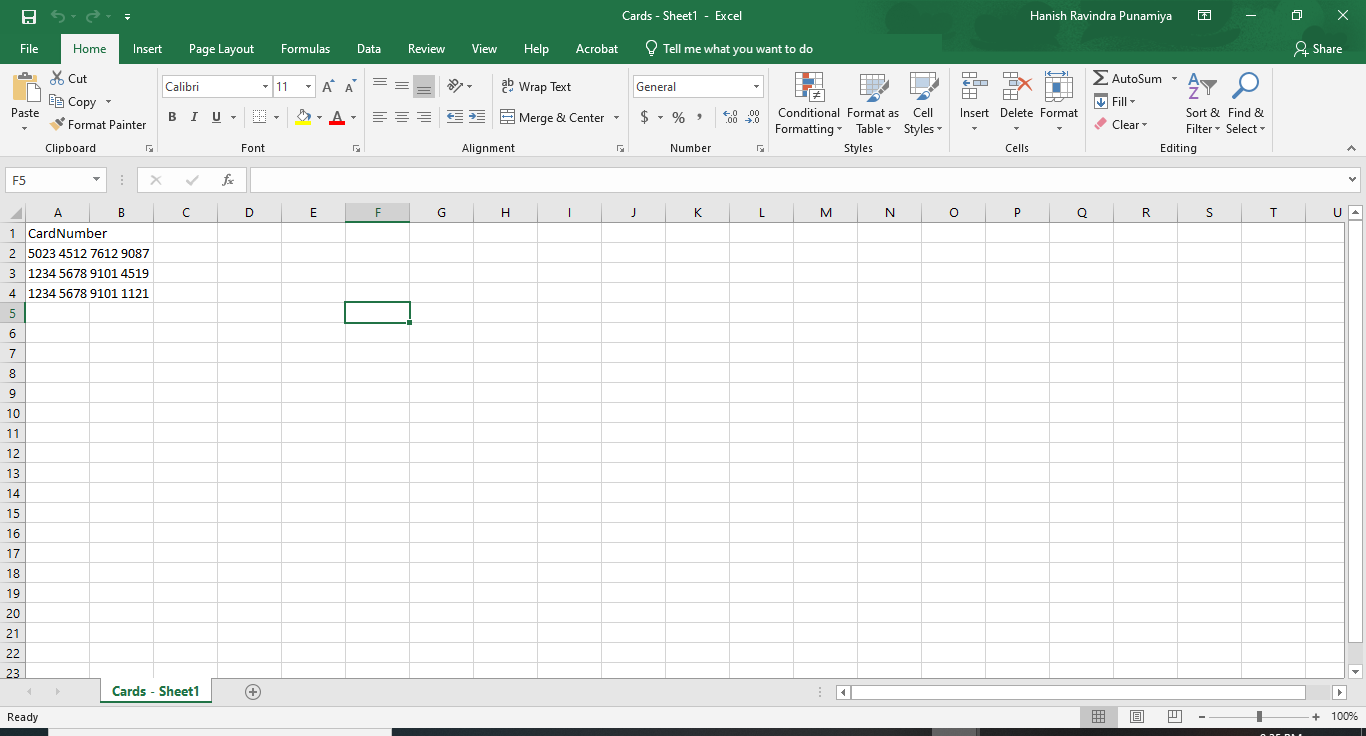 Cards - Sheet1 - Excel
Hanish Ravindra Punamiya
File Home Insert Page Layout Formulas Data Review View Help Acrobat Tell me what you want to do Share
Paste
Cut
Copy
Format Painter
Clipboard
Calibri 11
B I U A
Font
Wrap Text
Merge & Center
Alignment
General
$ % , .00 .0
Number
Conditional Formatting
Format as Table
Cell Styles
Styles
Insert Delete Format
Cells
AutoSum
Fill
Clear
Sort & Filter
Find & Select
Editing
F5 fx
A B C D E F G H I J K L M N O P Q R S T U
1 CardNumber
2 5023 4512 7612 9087
3 1234 5678 9101 4519
4 1234 5678 9101 1121
5
6
7
8
9
10
11
12
13
14
15
16
17
18
19
20
21
22
23
Cards - Sheet1
Ready
100%